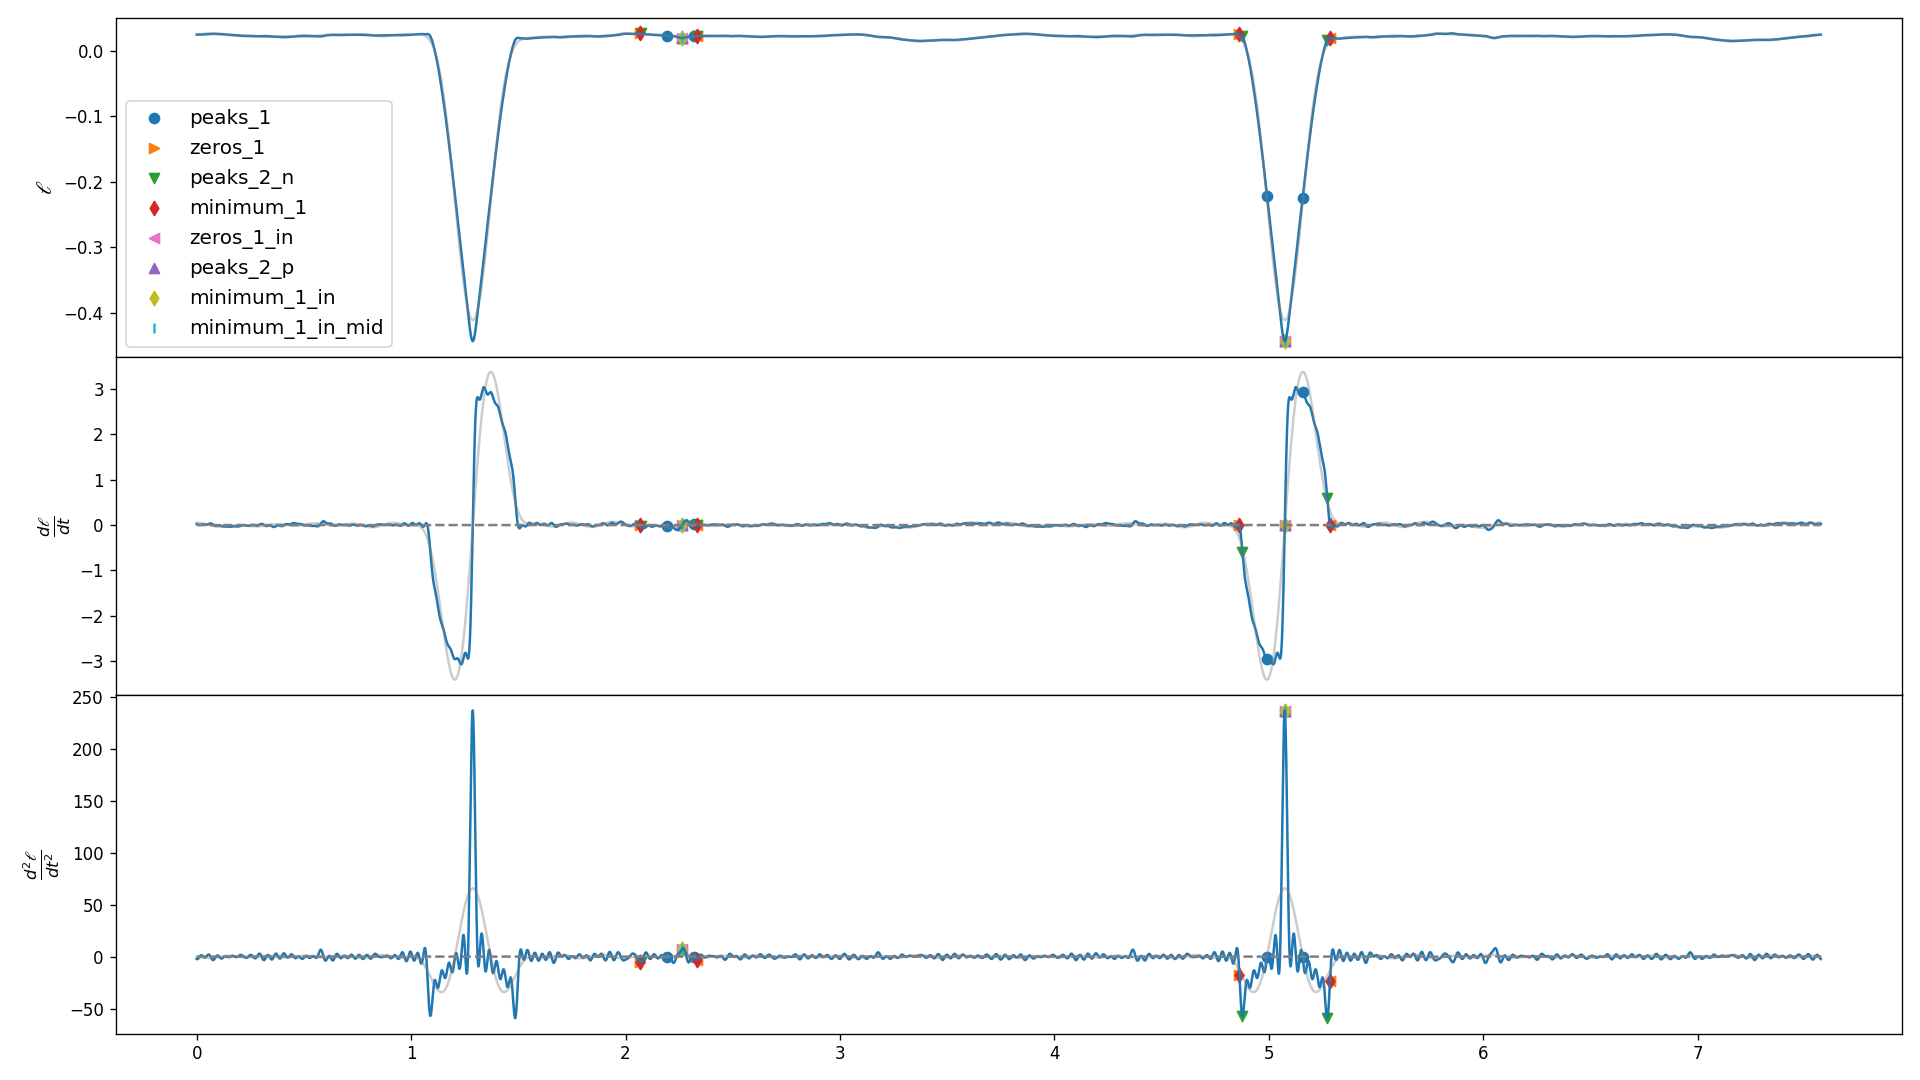 0.0
−0.1
−0.2
−0.3
−0.4
ℓ
peaks_1
zeros_1
peaks_2_n
minimum_1
zeros_1_in
peaks_2_p
minimum_1_in
minimum_1_in_mid
3
2
1
0
−1
−2
−3
dℓ
dt
250
200
150
100
50
0
−50
d²ℓ
dt²
0 1 2 3 4 5 6 7